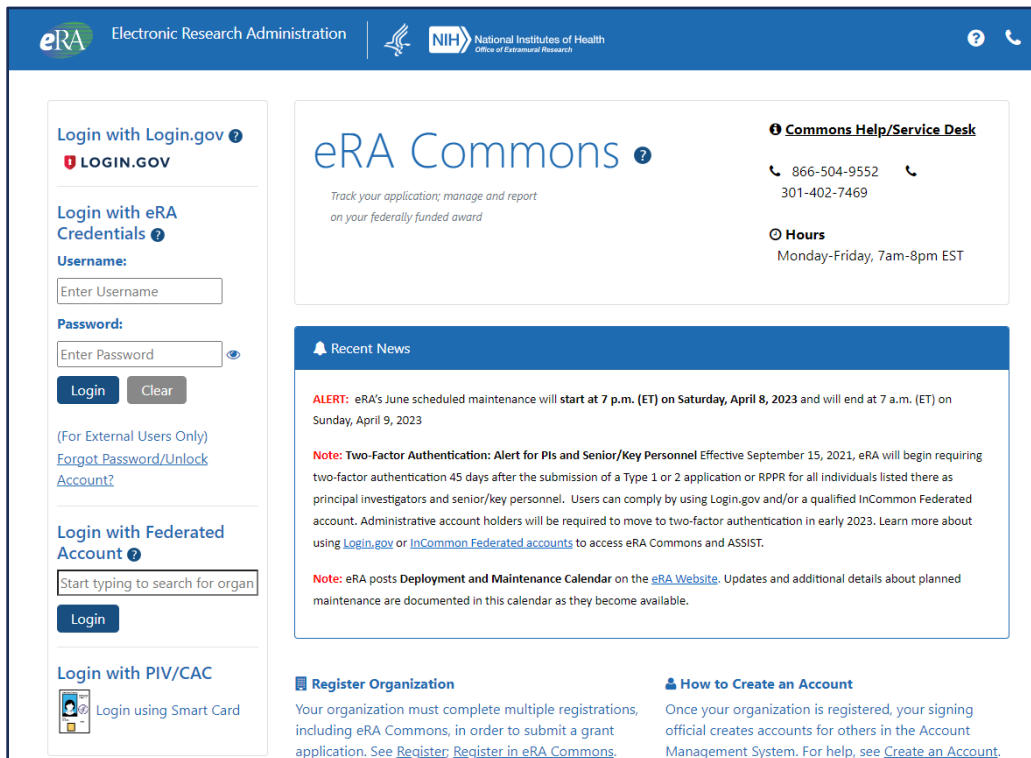 eRA
Electronic Research Administration
NIH
National Institutes of Health
Office of Extramural Research
Login with Login.gov
LOGIN.GOV
Login with eRA
Credentials
Username:
Enter Username
Password:
Enter Password
Login
Clear
(For External Users Only)
Forgot Password/Unlock
Account?
Login with Federated
Account
Start typing to search for organ
Login
Login with PIV/CAC
Login using Smart Card
eRA Commons
Track your application; manage and report
on your federally funded award
Commons Help/Service Desk
866-504-9552
301-402-7469
Hours
Monday-Friday, 7am-8pm EST
Recent News
ALERT: eRA's June scheduled maintenance will start at 7 p.m. (ET) on Saturday, April 8, 2023 and will end at 7 a.m. (ET) on
Sunday, April 9, 2023
Note: Two-Factor Authentication: Alert for PIs and Senior/Key Personnel Effective September 15, 2021, eRA will begin requiring
two-factor authentication 45 days after the submission of a Type 1 or 2 application or RPPR for all individuals listed there as
principal investigators and senior/key personnel. Users can comply by using Login.gov and/or a qualified InCommon Federated
account. Administrative account holders will be required to move to two-factor authentication in early 2023. Learn more about
using Login.gov or InCommon Federated accounts to access eRA Commons and ASSIST.
Note: eRA posts Deployment and Maintenance Calendar on the eRA Website. Updates and additional details about planned
maintenance are documented in this calendar as they become available.
Register Organization
Your organization must complete multiple registrations,
including eRA Commons, in order to submit a grant
application. See Register; Register in eRA Commons.
How to Create an Account
Once your organization is registered, your signing
official creates accounts for others in the Account
Management System. For help, see Create an Account.